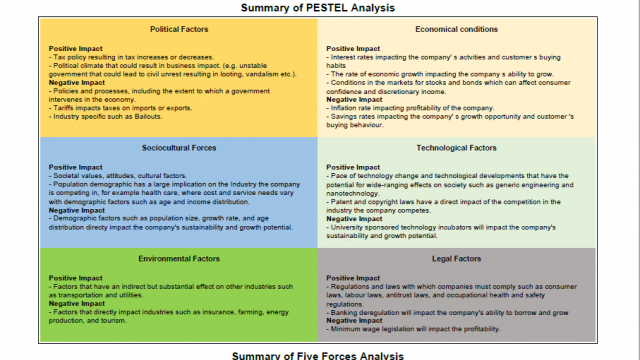 Summary of PESTEL Analysis
Political Factors
Positive Impact
- Tax policy resulting in tax increases or decreases.
- Political climate that could result in business impact. (e.g. unstable
government that could lead to civil unrest resulting in looting, vandalism etc.).
Negative Impact
- Policies and processes, including the extent to which a government
intervenes in the economy.
- Tariffs impacts taxes on imports or exports.
- Industry specific such as Bailouts.
Economical conditions
Positive Impact
- Interest rates impacting the company' s actvities and customer s buying
habits
- The rate of economic growth impacting the company s ability to grow.
- Conditions in the markets for stocks and bonds which can affect consumer
confidence and discretionary income.
Negative Impact
- Inflation rate impacting profitability of the company.
- Savings rates impacting the company' s growth opportunity and customer 's
buying behaviour.
Sociocultural Forces
Positive Impact
- Societal values, attitudes, cultural factors.
- Population demographic has a large implication on the Industry the company
is competing in, for example health care, where cost and service needs vary
with demographic factors such as age and income distribution.
Negative Impact
- Demographic factors such as population size, growth rate, and age
distribution directy impact the company's sustainability and growth potential.
Technological Factors
Positive Impact
- Pace of technology change and technological developments that have the
potential for wide-ranging effects on society such as generic engineering and
nanotechnology.
- Patent and copyright laws have a direct impact of the competition in the
industry the company competes.
Negative Impact
- University sponsored technology incubators will impact the company's
sustainability and growth potential.
Environmental Factors
Positive Impact
- Factors that have an indirect but substantial effect on other industries such
as transportation and utilities.
Negative Impact
- Factors that directly impact industries such as insurance, farming, energy
production, and tourism.
Legal Factors
Positive Impact
- Regulations and laws with which companies must comply such as consumer
laws, labour laws, antitrust laws, and occupational health and safety
regulations.
- Banking deregulation will impact the company's ability to borrow and grow
Negative Impact
- Minimum wage legislation will impact the profitability.
Summary of Five Forces Analysis